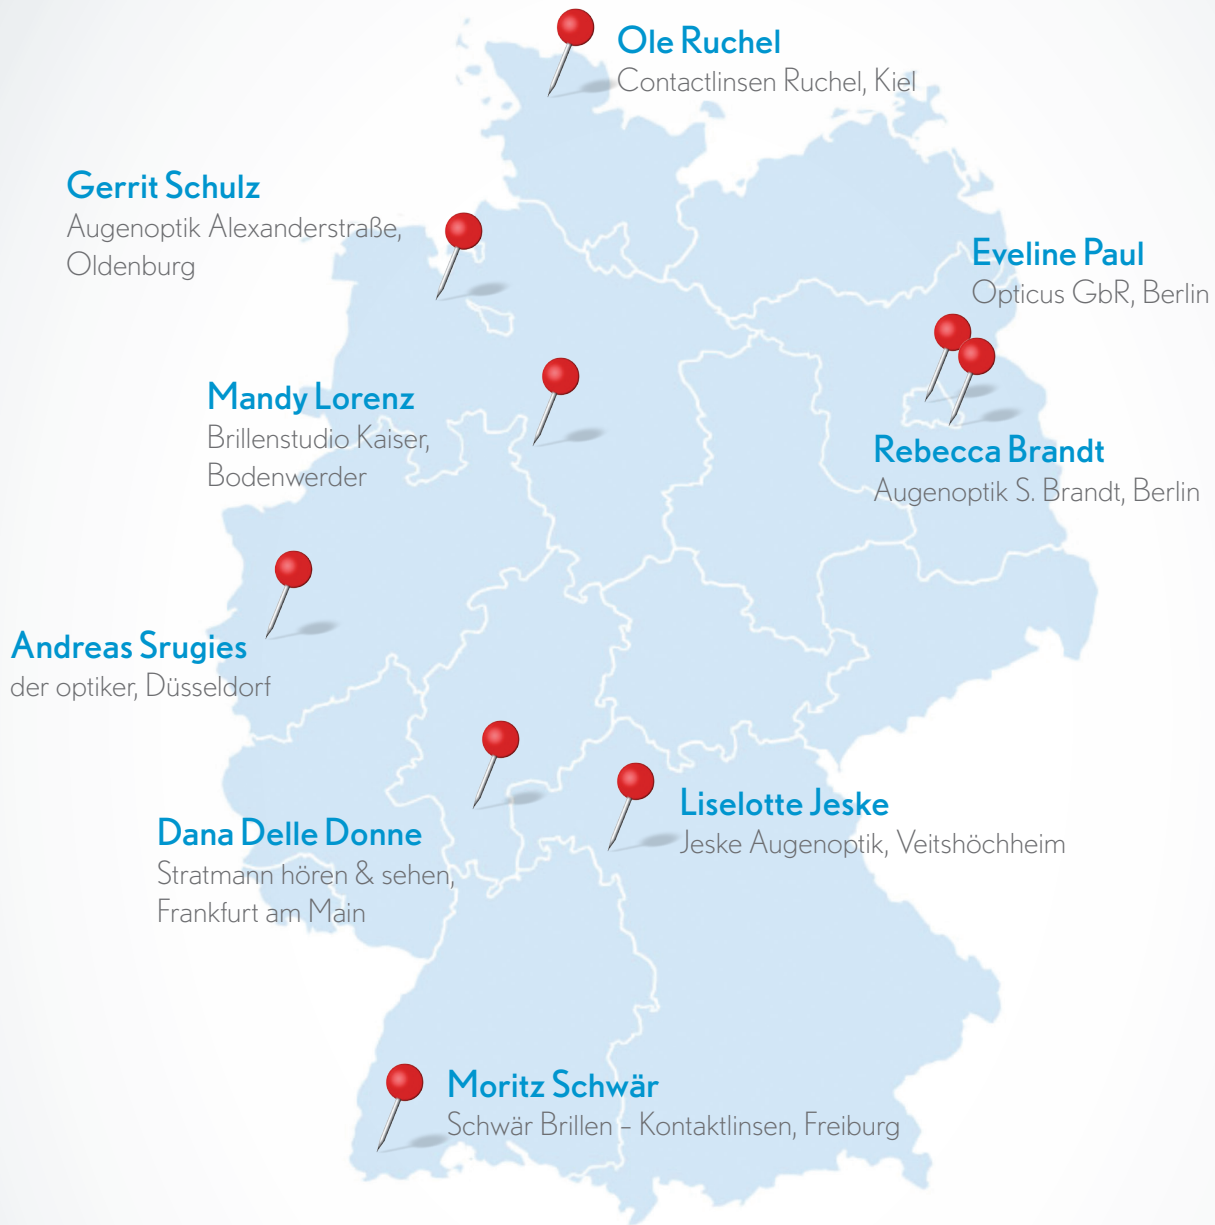 Ole Ruchel
Contactlinsen Ruchel, Kiel
Gerrit Schulz
Augenoptik Alexanderstraße,
Oldenburg
Eveline Paul
Opticus GbR, Berlin
Mandy Lorenz
Brillenstudio Kaiser,
Bodenwerder
Rebecca Brandt
Augenoptik S. Brandt, Berlin
Andreas Srugies
der optiker, Düsseldorf
Liselotte Jeske
Jeske Augenoptik, Veitshöchheim
Dana Delle Donne
Stratmann hören & sehen,
Frankfurt am Main
Moritz Schwär
Schwär Brillen – Kontaktlinsen, Freiburg